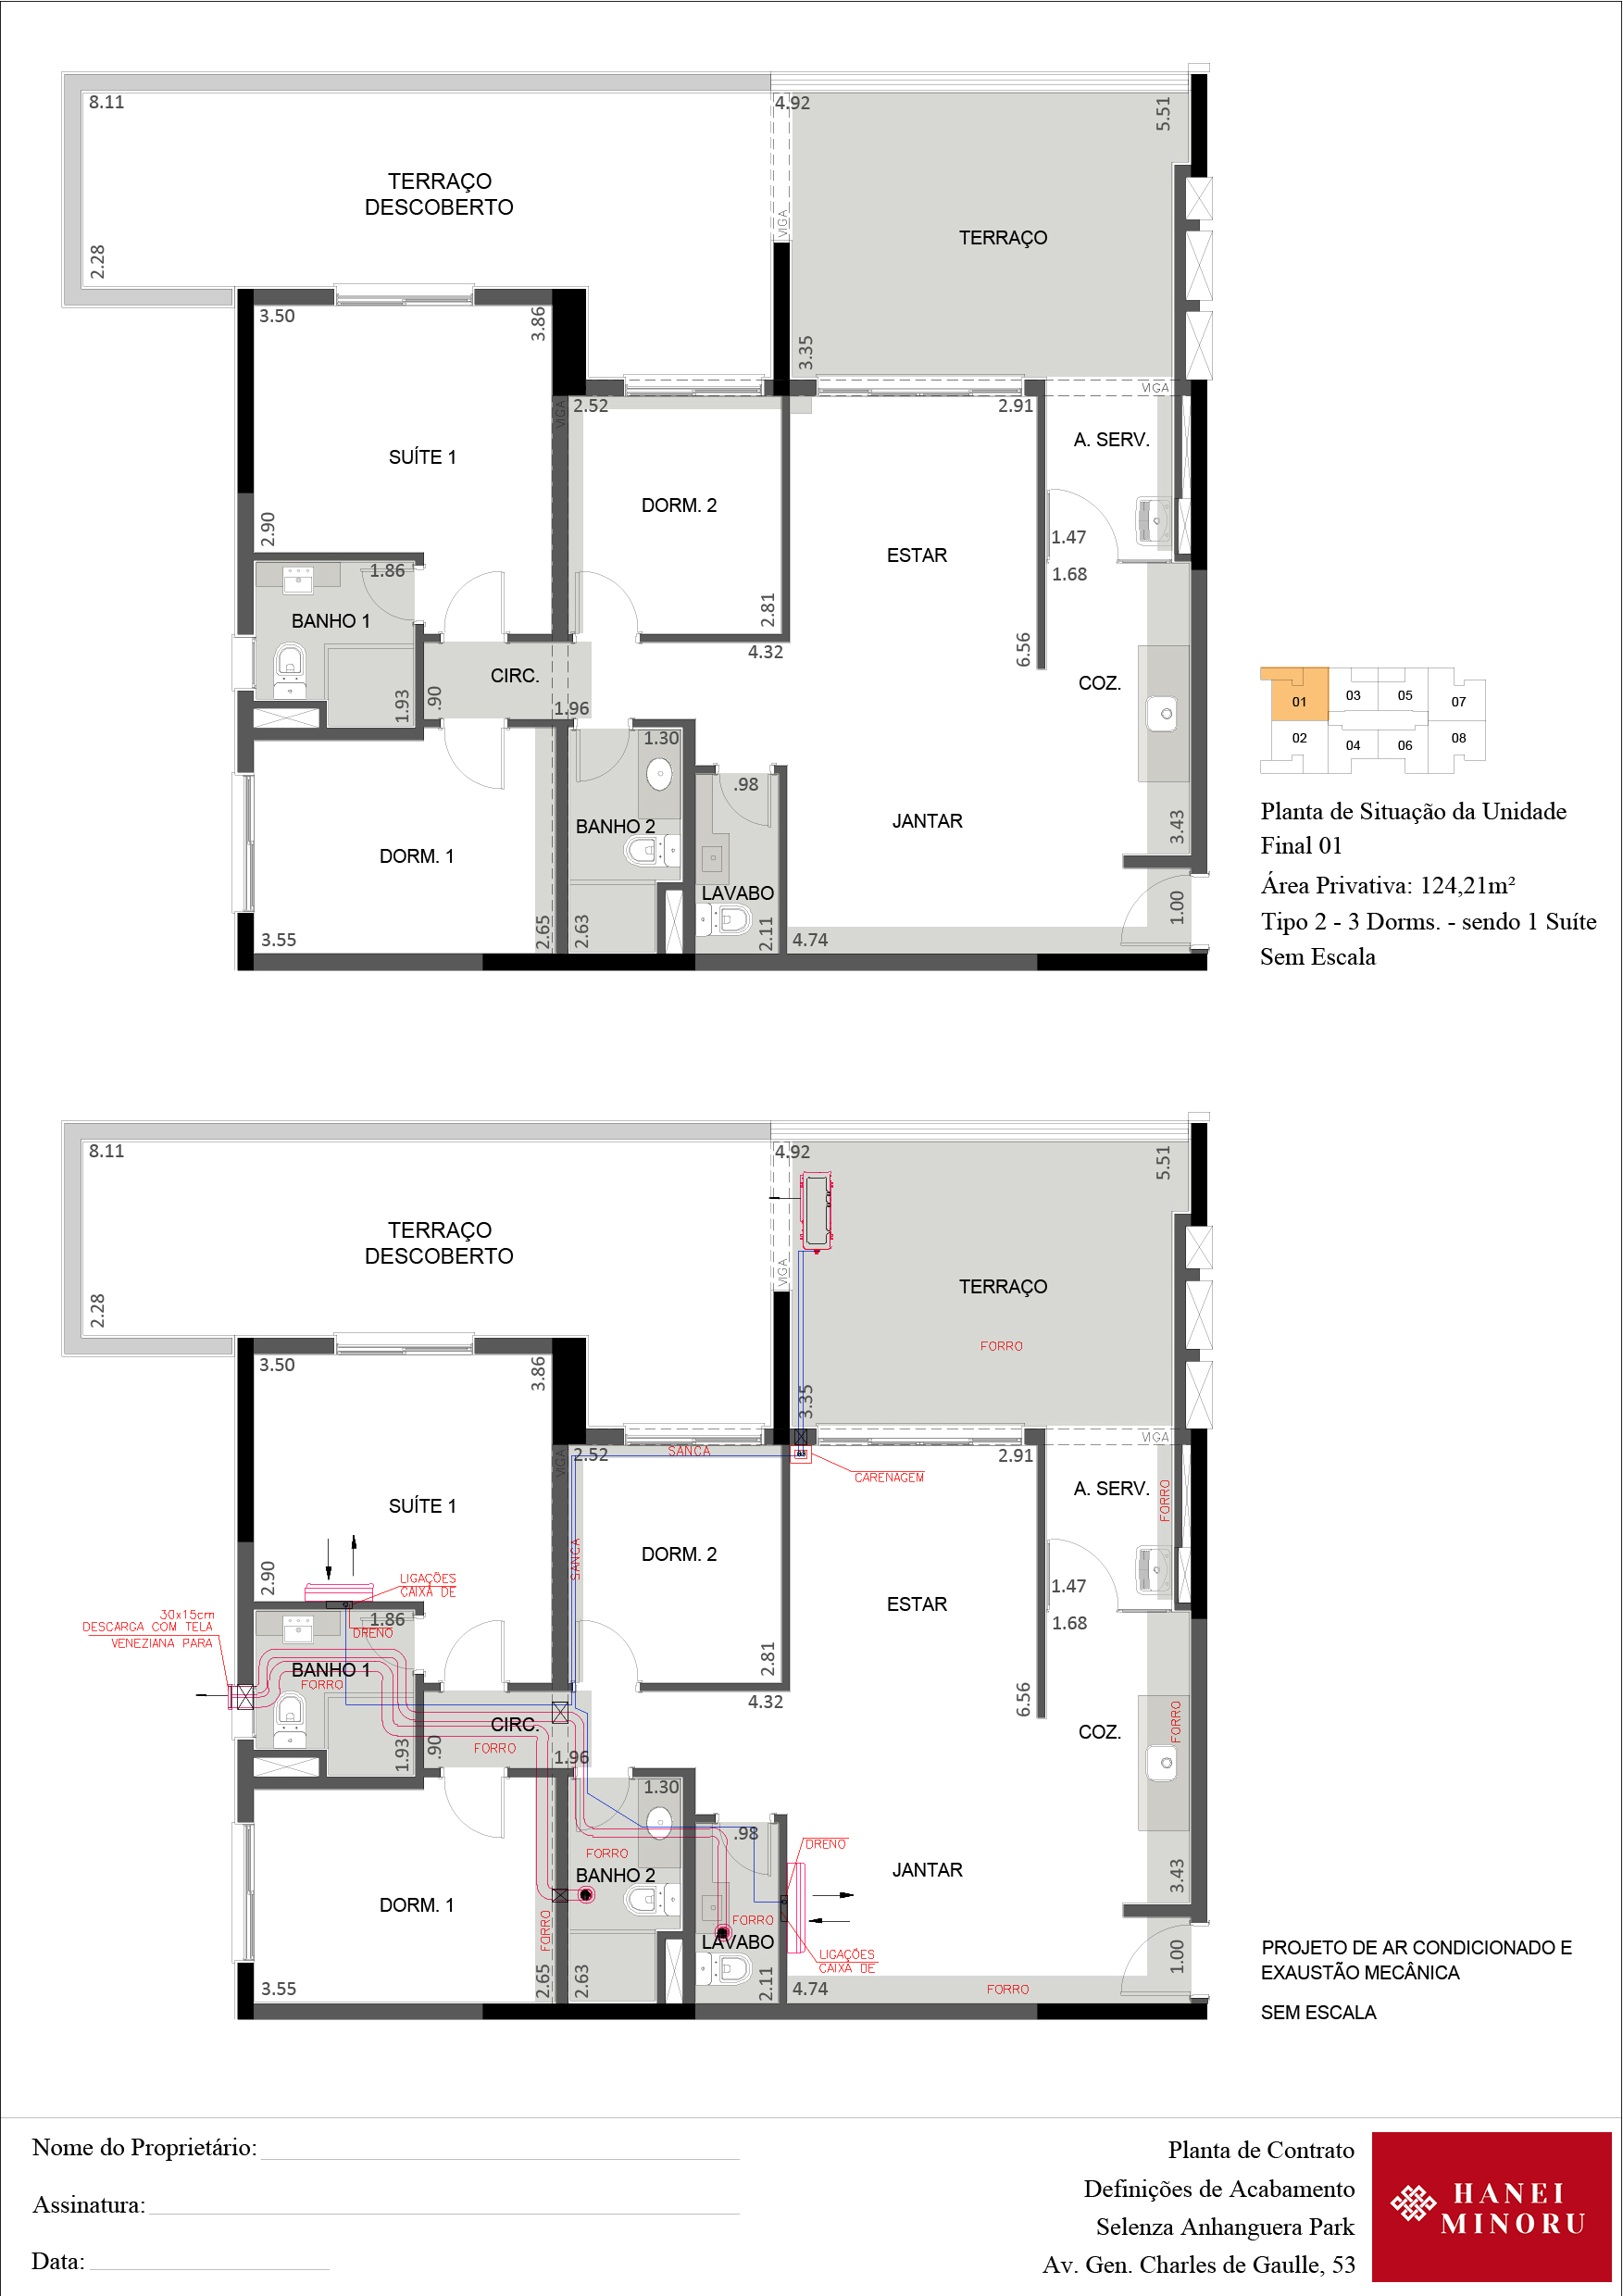 8.11
4.92
5.51
TERRAÇO
DESCOBERTO
VIGA
TERRAÇO
2.28
3.50
3.86
3.35
VIGA
VIGA
2.52
2.91
A. SERV.
SUÍTE 1
DORM. 2
2.90
ESTAR
1.47
1.86
1.68
BANHO 1
2.81
4.32
6.56
CIRC.
COZ.
.90
1.93
1.96
1.30
.98
JANTAR
3.43
BANHO 2
DORM. 1
LAVABO
1.00
3.55
2.65
2.63
2.11
4.74
01
03
05
07
02
04
06
08
Planta de Situação da Unidade
Final 01
Área Privativa: 124,21m²
Tipo 2 - 3 Dorms. - sendo 1 Suíte
Sem Escala
8.11
4.92
5.51
TERRAÇO
DESCOBERTO
VIGA
TERRAÇO
2.28
FORRO
3.50
3.86
3.35
VIGA
VIGA
2.52
SANCA
2.91
CARENAGEM
A. SERV.
FORRO
SUÍTE 1
SANCA
DORM. 2
2.90
LIGAÇÕES
CAIXA DE
ESTAR
1.47
30x15cm
DESCARGA COM TELA
VENEZIANA PARA
1.86
DRENO
1.68
BANHO 1
FORRO
2.81
4.32
6.56
CIRC.
FORRO
COZ.
FORRO
.90
1.93
1.96
1.30
.98
DRENO
FORRO
BANHO 2
JANTAR
3.43
DORM. 1
FORRO
FORRO
LAVABO
LIGAÇÕES
CAIXA DE
1.00
3.55
2.65
2.63
2.11
4.74
FORRO
PROJETO DE AR CONDICIONADO E
EXAUSTÃO MECÂNICA
SEM ESCALA
Nome do Proprietário:
Assinatura:
Data:
Planta de Contrato
Definições de Acabamento
Selenza Anhanguera Park
Av. Gen. Charles de Gaulle, 53
HANEI
MINORU